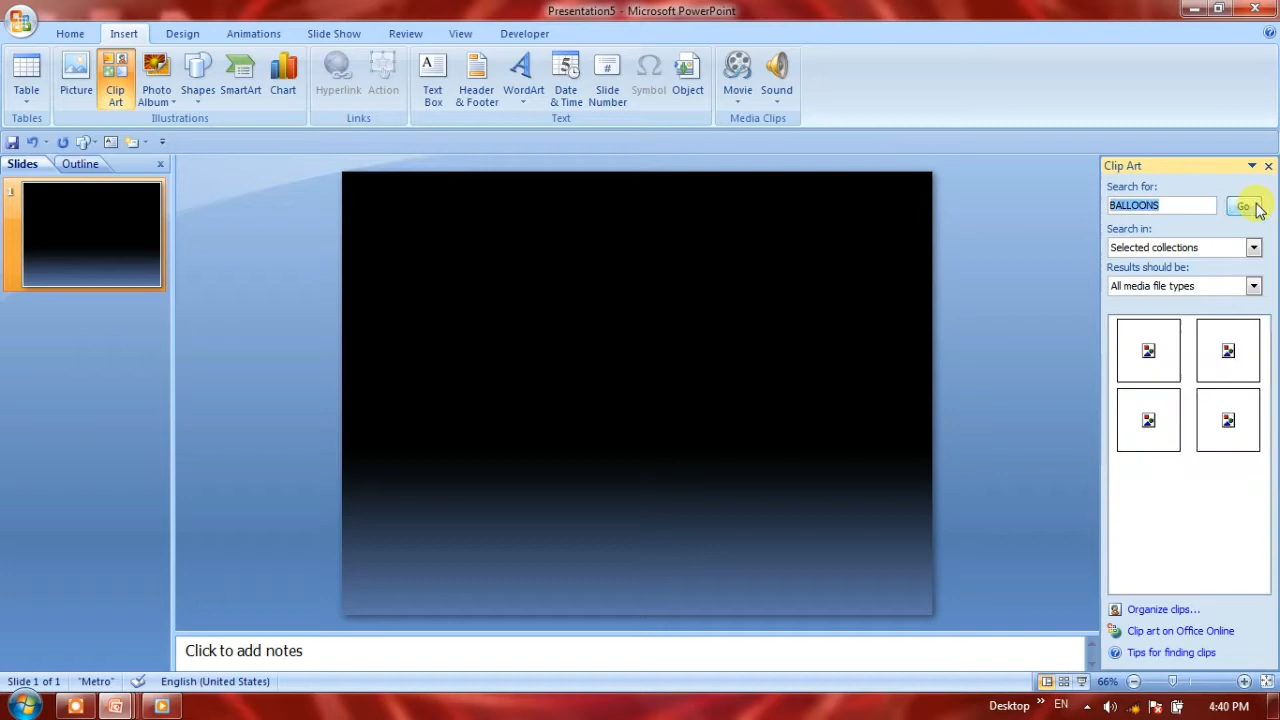 Presentation5 - Microsoft PowerPoint
Home Insert Design Animations Slide Show Review View Developer
Table Picture Clip Art Photo Album Shapes SmartArt Chart Hyperlink Action Text Box Header & Footer WordArt Date & Time Slide Number Symbol Object Movie Sound
Tables Illustrations Links Text Media Clips
Slides Outline
1
Clip Art
Search for:
BALLOONS Go
Search in:
Selected collections
Results should be:
All media file types
Organize clips...
Clip art on Office Online
Tips for finding clips
Click to add notes
Slide 1 of 1 "Metro" English (United States) 66%
Desktop » EN 4:40 PM